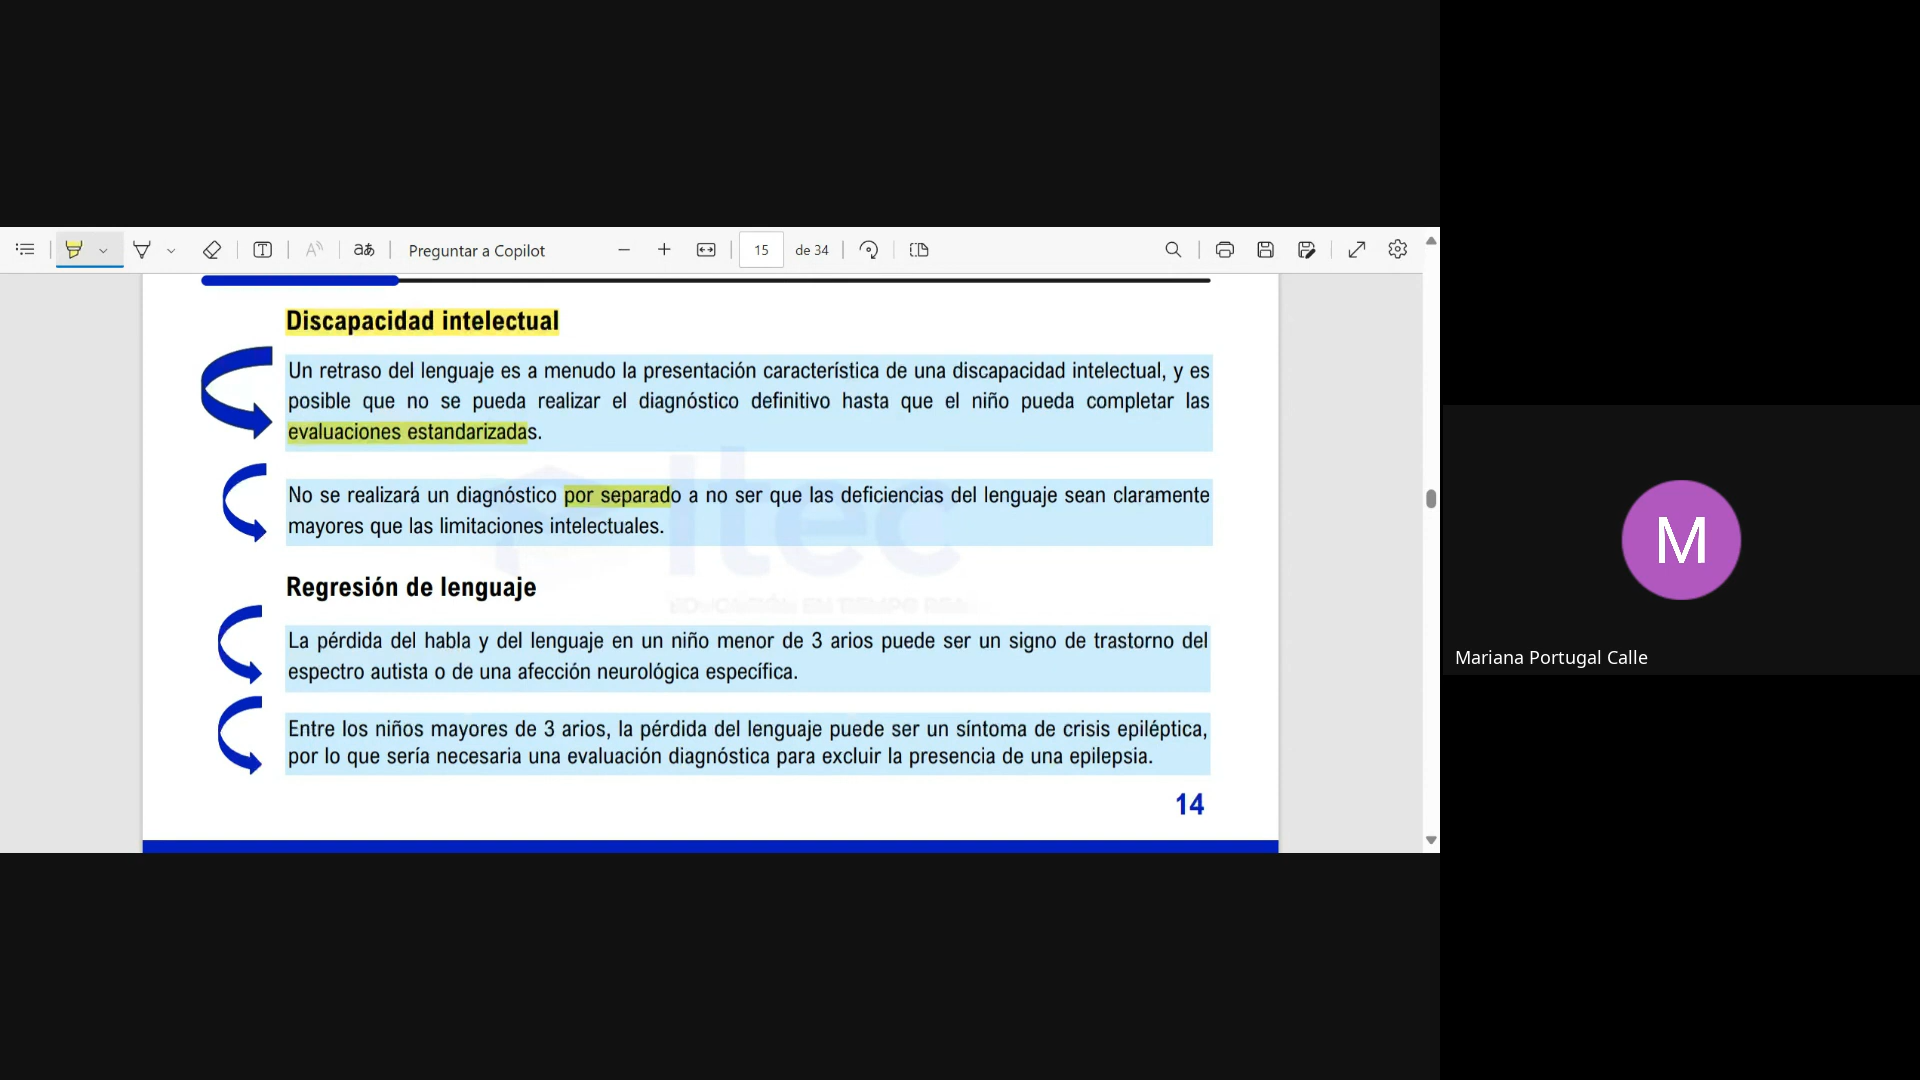 Preguntar a Copilot
15
de 34
Discapacidad intelectual
Un retraso del lenguaje es a menudo la presentación característica de una discapacidad intelectual, y es
posible que no se pueda realizar el diagnóstico definitivo hasta que el niño pueda completar las
evaluaciones estandarizadas.
No se realizará un diagnóstico por separado a no ser que las deficiencias del lenguaje sean claramente
mayores que las limitaciones intelectuales.
Itec
Regresión de lenguaje
La pérdida del habla y del lenguaje en un niño menor de 3 arios puede ser un signo de trastorno del
espectro autista o de una afección neurológica específica.
Entre los niños mayores de 3 arios, la pérdida del lenguaje puede ser un síntoma de crisis epiléptica,
por lo que sería necesaria una evaluación diagnóstica para excluir la presencia de una epilepsia.
14
M
Mariana Portugal Calle